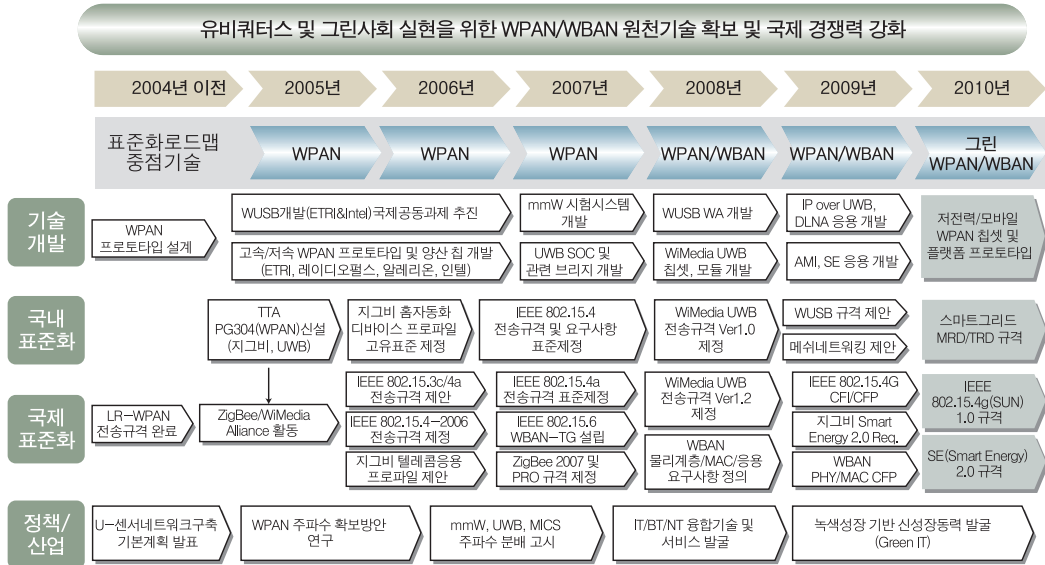 유비쿼터스 및 그린사회 실현을 위한 WPAN/WBAN 원천기술 확보 및 국제 경쟁력 강화
2004년 이전
2005년
2006년
2007년
2008년
2009년
2010년
표준화로드맵
중점기술
WPAN
WPAN
WPAN
WPAN/WBAN
WPAN/WBAN
그린
WPAN/WBAN
기술
개발
WPAN
프로토타입 설계
WUSB개발(ETRI&Intel)국제공동과제 추진
고속/저속 WPAN 프로토타입 및 양산 칩 개발
(ETRI, 레이디오펄스, 알레리온, 인텔)
mmW 시험시스템
개발
UWB SOC 및
관련 브리지 개발
WUSB WA 개발
WiMedia UWB
칩셋, 모듈 개발
IP over UWB,
DLNA 응용 개발
AMI, SE 응용 개발
저전력/모바일
WPAN 칩셋 및
플랫폼 프로토타입
국내
표준화
TTA
PG304(WPAN)신설
(지그비, UWB)
지그비 홈자동화
디바이스 프로파일
고유표준 제정
IEEE 802.15.4
전송규격 및 요구사항
표준제정
WiMedia UWB
전송규격 Ver1.0
제정
WUSB 규격 제안
메쉬네트워킹 제안
스마트그리드
MRD/TRD 규격
국제
표준화
LR-WPAN
전송규격 완료
ZigBee/WiMedia
Alliance 활동
IEEE 802.15.3c/4a
전송규격 제안
IEEE 802.15.4-2006
전송규격 제정
지그비 텔레콤응용
프로파일 제안
IEEE 802.15.4a
전송규격 표준제정
IEEE 802.15.6
WBAN-TG 설립
ZigBee 2007 및
PRO 규격 제정
WiMedia UWB
전송규격 Ver1.2
제정
WBAN
물리계층/MAC/응용
요구사항 정의
IEEE 802.15.4G
CFI/CFP
지그비 Smart
Energy 2.0 Req.
WBAN
PHY/MAC CFP
IEEE
802.15.4g(SUN)
1.0 규격
SE(Smart Energy)
2.0 규격
정책/
산업
U-센서네트워크구축
기본계획 발표
WPAN 주파수 확보방안
연구
mmW, UWB, MICS
주파수 분배 고시
IT/BT/NT 융합기술 및
서비스 발굴
녹색성장 기반 신성장동력 발굴
(Green IT)